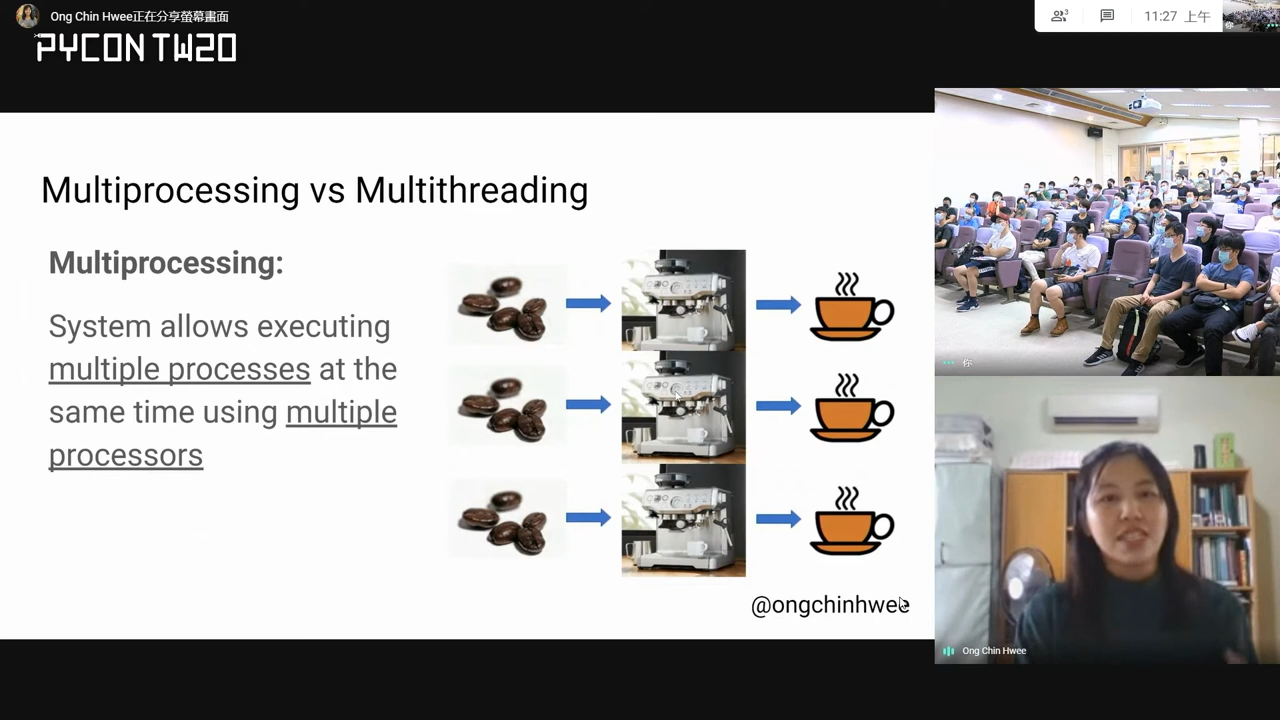 Ong Chin Hwee正在分享螢幕畫面
PYCON TW20
3
11:27 上午
你
Multiprocessing vs Multithreading
Multiprocessing:
System allows executing
multiple processes at the
same time using multiple
processors
@ongchinhwee
你
Ong Chin Hwee